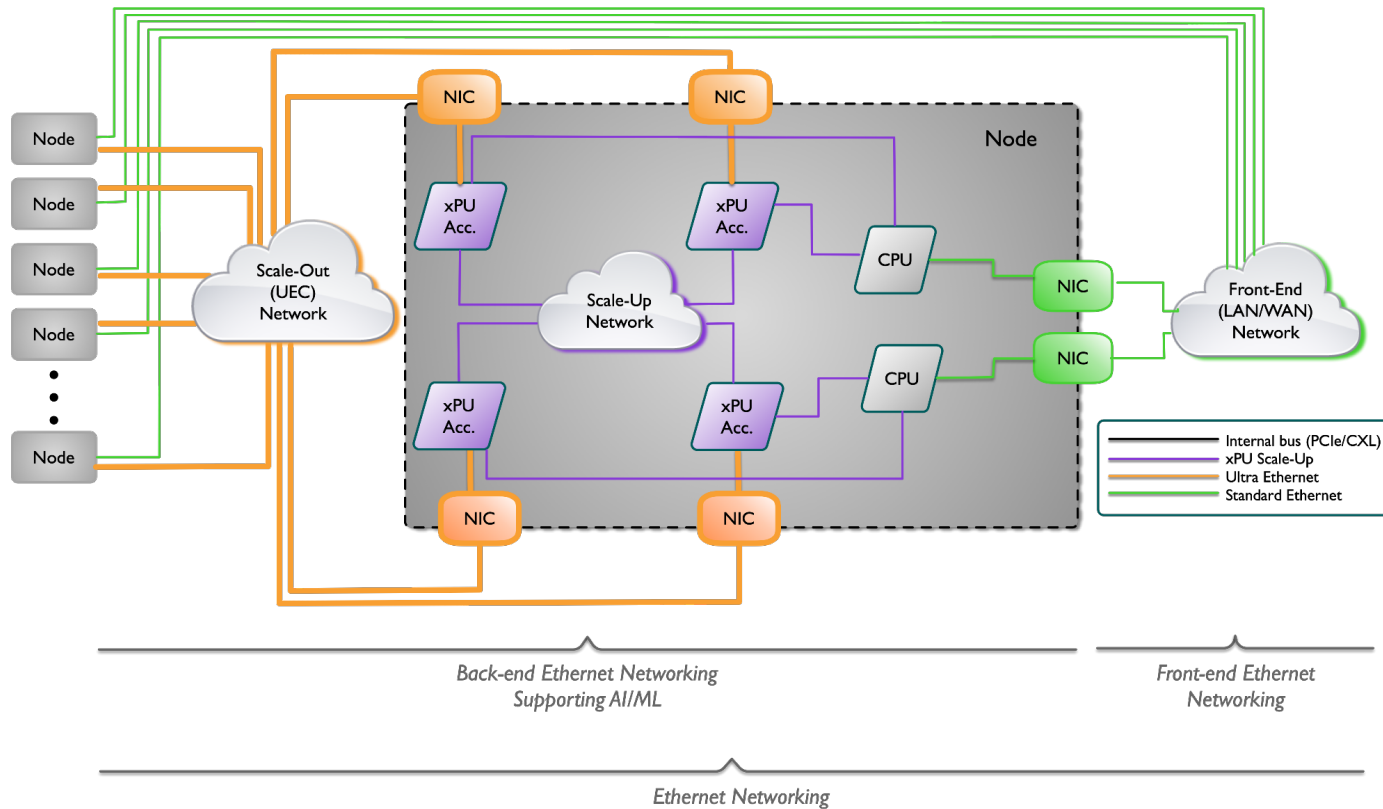 NIC
NIC
Node
Node
Node
Node
Node
Node
xPU
Acc.
xPU
Acc.
CPU
Scale-Out
(UEC)
Network
Scale-Up
Network
NIC
Front-End
(LAN/WAN)
Network
NIC
CPU
xPU
Acc.
xPU
Acc.
NIC
NIC
Internal bus (PCIe/CXL)
xPU Scale-Up
Ultra Ethernet
Standard Ethernet
Back-end Ethernet Networking
Supporting AI/ML
Front-end Ethernet
Networking
Ethernet Networking